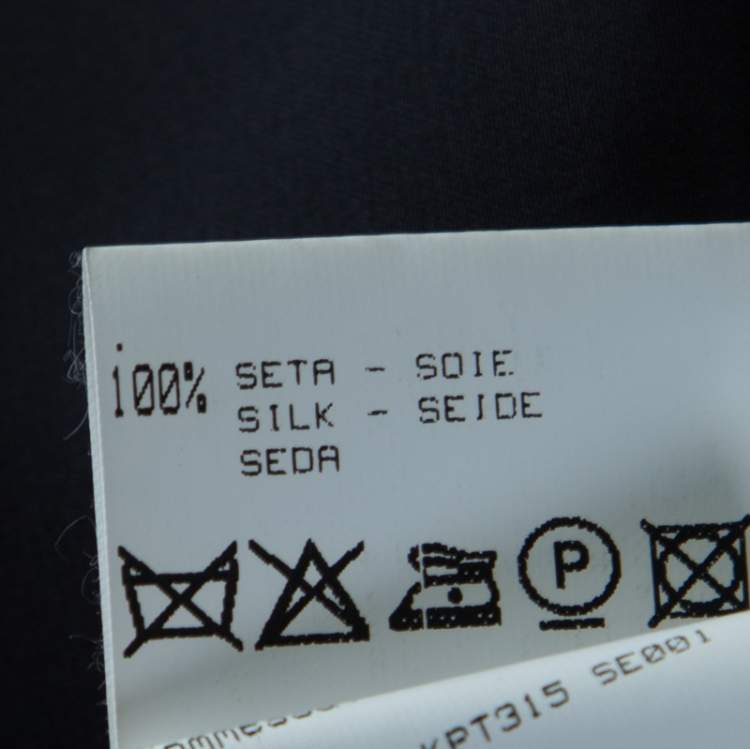 100% SETA - SOIE
SILK - SEIDE
SEDA
P
KPT315 SE001